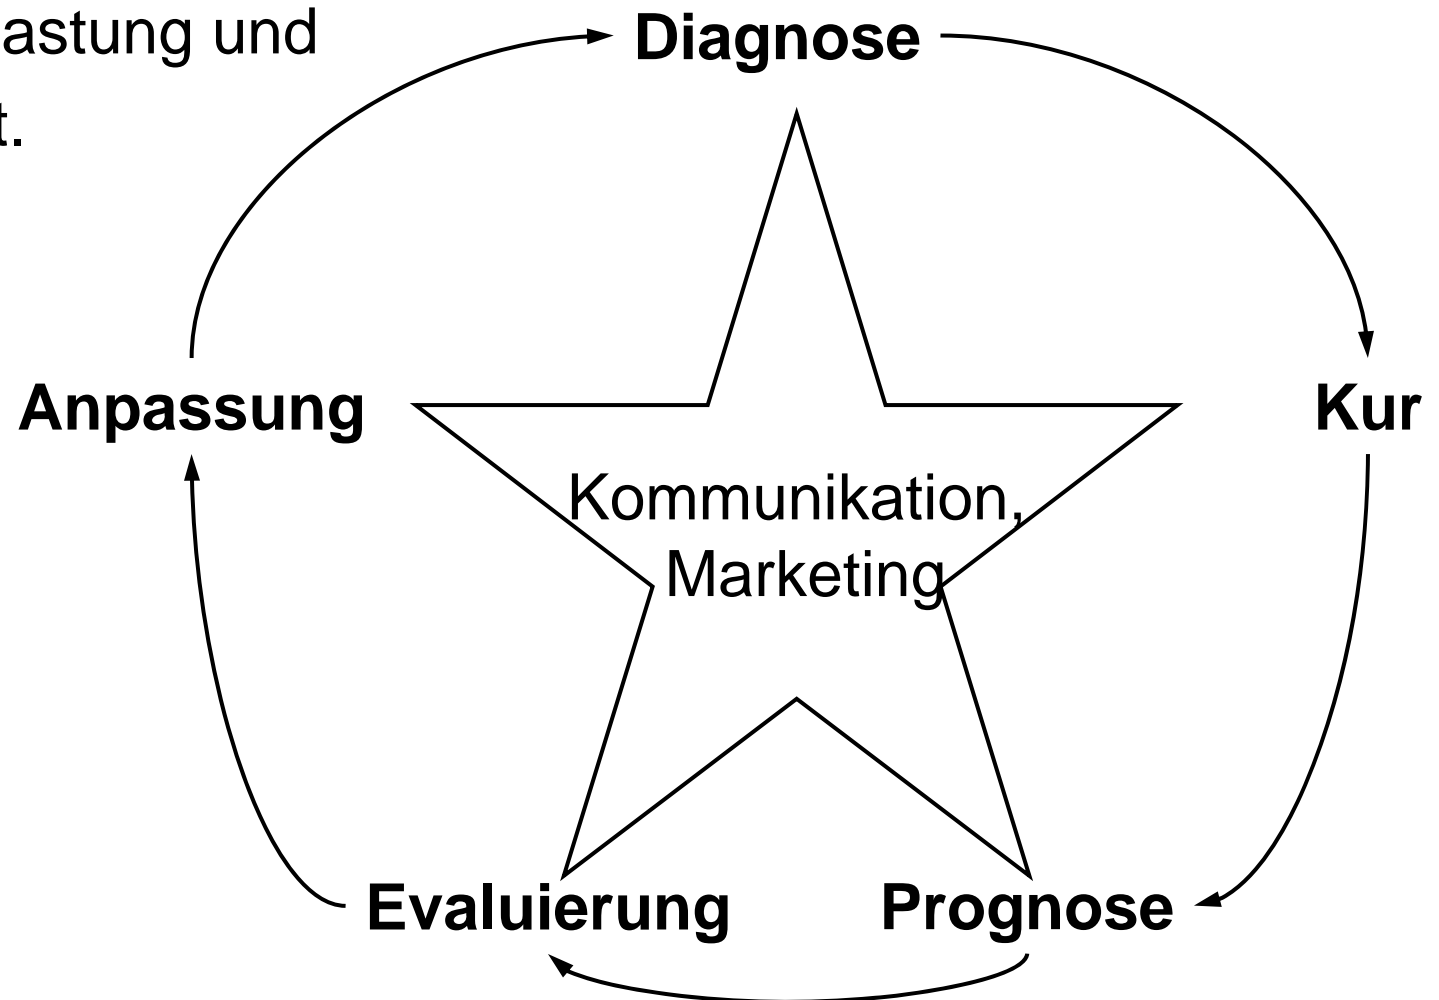 astung und
Diagnose
t.
Anpassung
Kur
Kommunikation,
Marketing
Evaluierung
Prognose